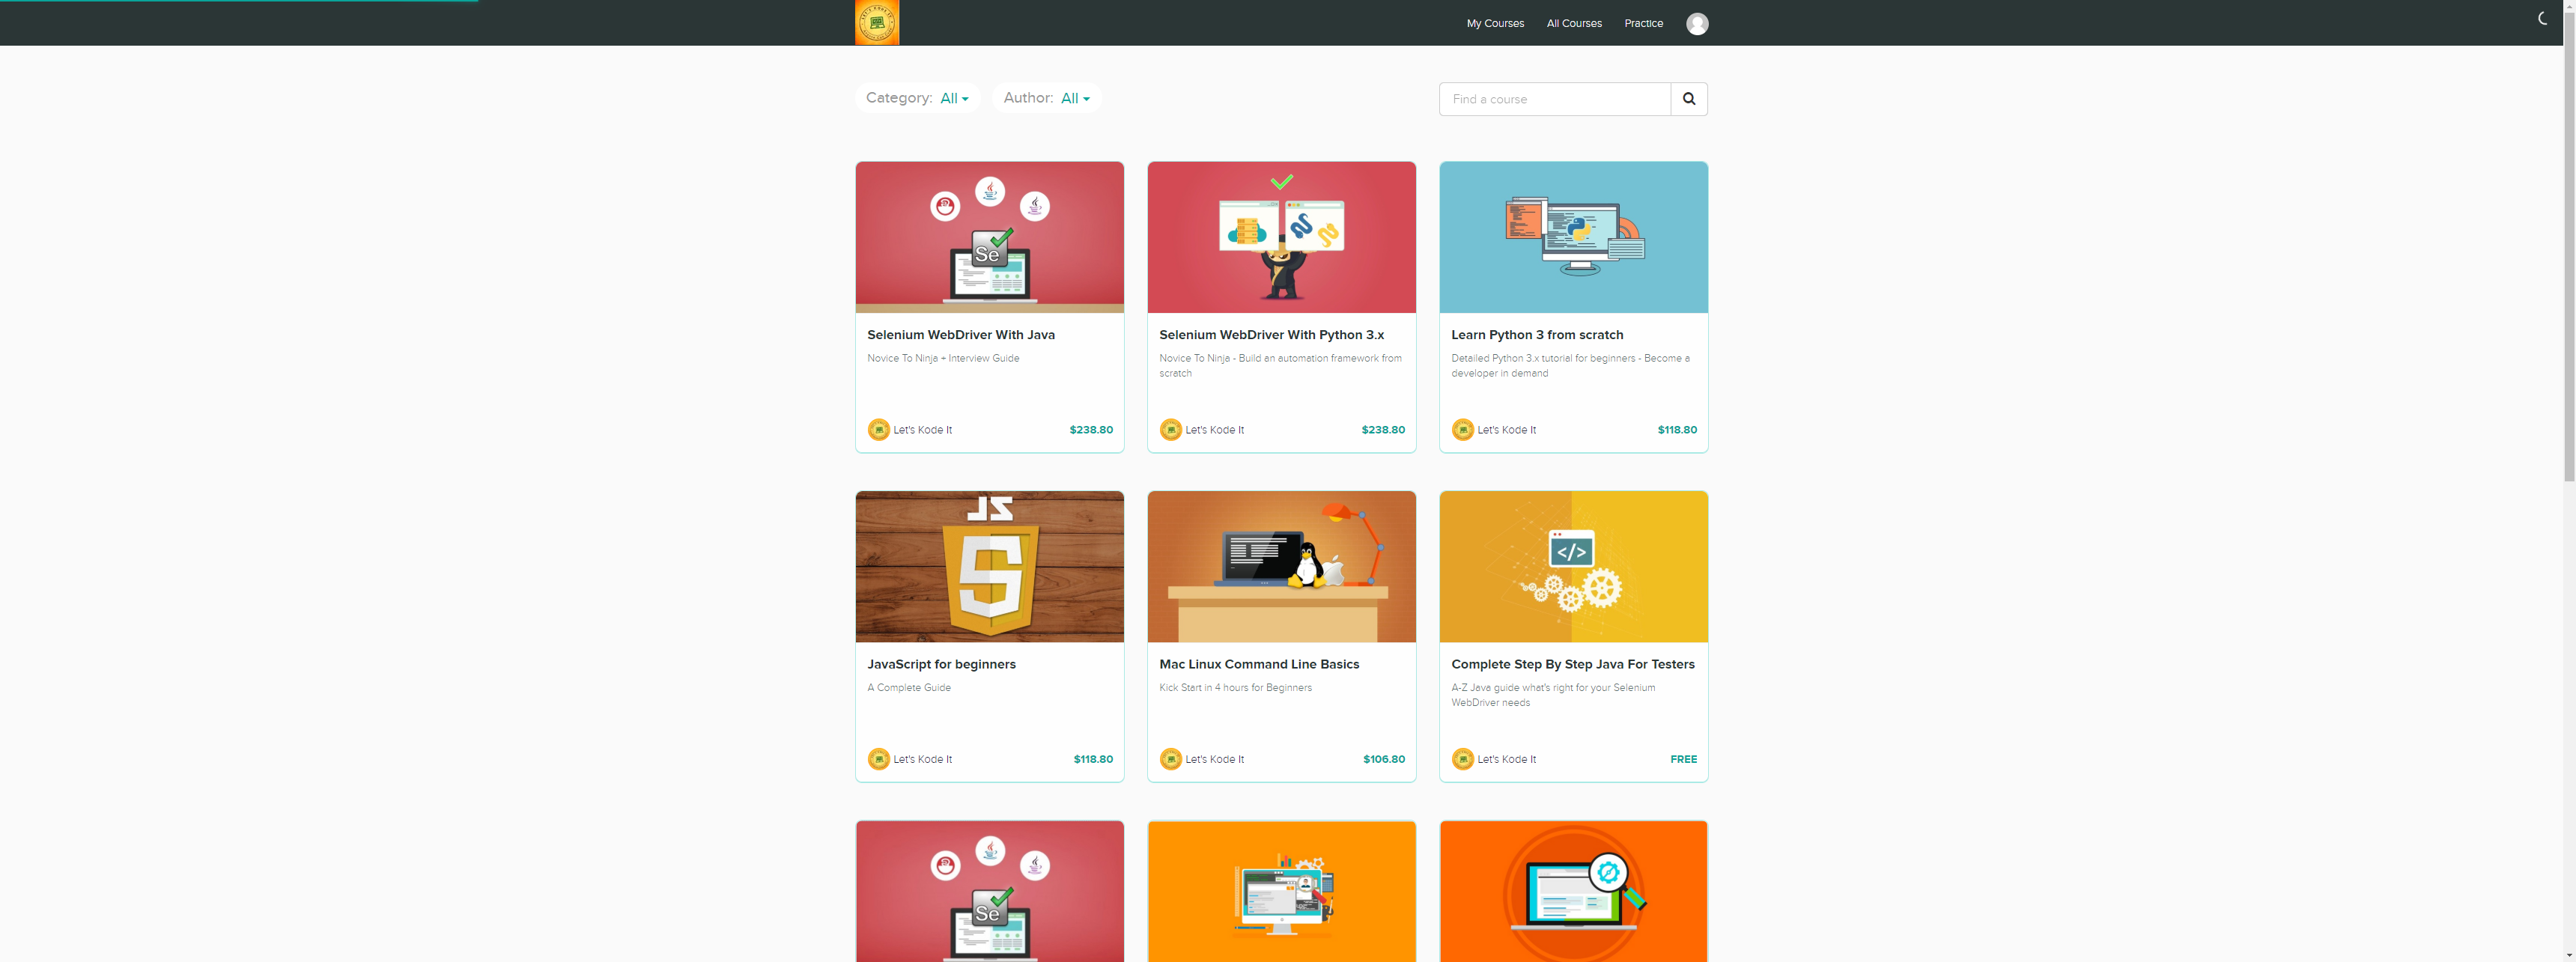 My Courses All Courses Practice
Category: All Author: All Find a course
Se
Selenium WebDriver With Java
Novice To Ninja + Interview Guide
Let's Kode It $238.80
Selenium WebDriver With Python 3.x
Novice To Ninja - Build an automation framework from
scratch
Let's Kode It $238.80
Learn Python 3 from scratch
Detailed Python 3.x tutorial for beginners - Become a
developer in demand
Let's Kode It $118.80
JS
JavaScript for beginners
A Complete Guide
Let's Kode It $118.80
Mac Linux Command Line Basics
Kick Start in 4 hours for Beginners
Let's Kode It $106.80
</>
Complete Step By Step Java For Testers
A-Z Java guide what's right for your Selenium
WebDriver needs
Let's Kode It FREE
Se